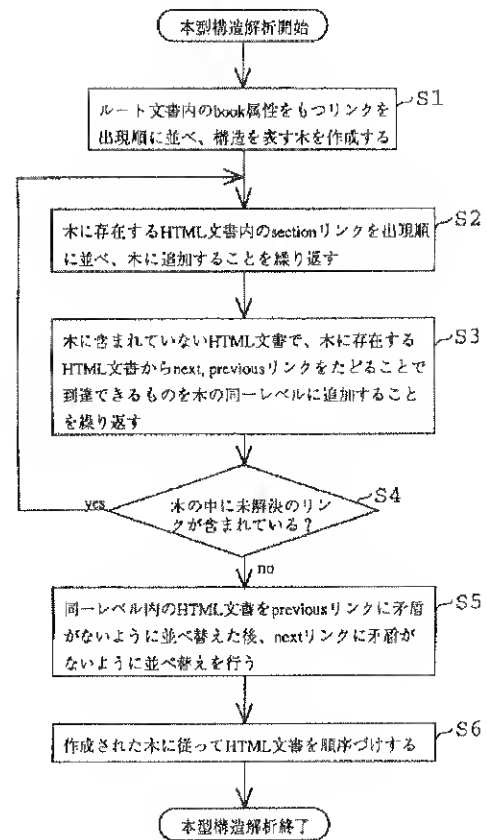 本型構造解析開始
S1
ルート文書内のbook属性をもつリンクを
出現順に並べ、構造を表す木を作成する
S2
木に存在するHTML文書内のsectionリンクを出現順
に並べ、木に追加することを繰り返す
S3
木に含まれていないHTML文書で、木に存在する
HTML文書からnext, previousリンクをたどることで
到達できるものを木の同一レベルに追加すること
を繰り返す
S4
yes
木の中に未解決のリン
クが含まれている？
no
S5
同一レベル内のHTML文書をpreviousリンクに矛盾
がないように並べ替えた後、nextリンクに矛盾が
ないように並べ替えを行う
S6
作成された木に従ってHTML文書を順序づけする
本型構造解析終了